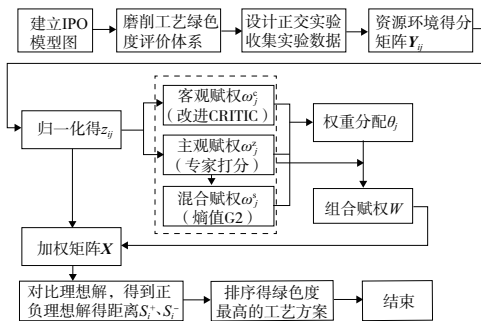 建立IPO
模型图
磨削工艺绿色
度评价体系
设计正交实验
收集实验数据
资源环境得分
矩阵Yij
归一化得zij
客观赋权ωjc
（改进CRITIC）
主观赋权ωjz
（专家打分）
混合赋权ωjs
（熵值G2）
权重分配θj
组合赋权W
加权矩阵X
对比理想解，得到正
负理想解得距离Si+、Si-
排序得绿色度
最高的工艺方案
结束